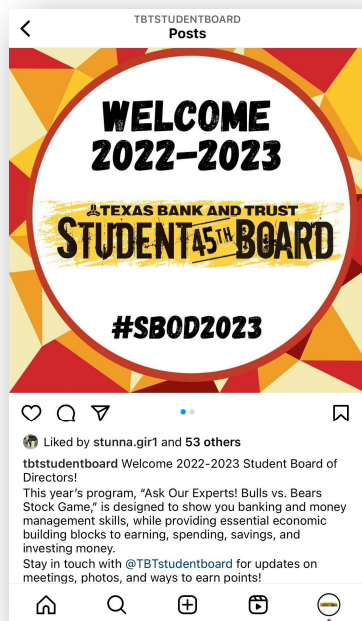 TBTSTUDENTBOARD
Posts
WELCOME
2022-2023
TEXAS BANK AND TRUST
STUDENT 45TH BOARD
#SBOD2023
Liked by stunna.gir1 and 53 others
tbtstudentboard Welcome 2022-2023 Student Board of
Directors!
This year's program, "Ask Our Experts! Bulls vs. Bears
Stock Game," is designed to show you banking and money
management skills, while providing essential economic
building blocks to earning, spending, savings, and
investing money.
Stay in touch with @TBTstudentboard for updates on
meetings, photos, and ways to earn points!